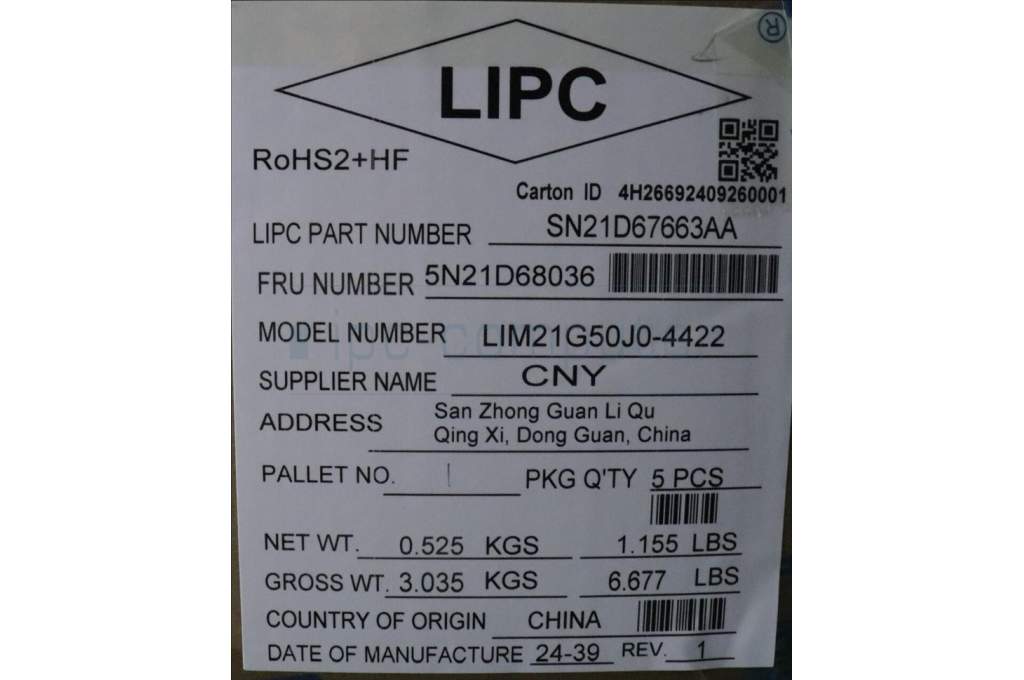 ®
LIPC
RoHS2+HF
Carton ID 4H26692409260001
LIPC PART NUMBER SN21D67663AA
FRU NUMBER 5N21D68036
MODEL NUMBER LIM21G50J0-4422
SUPPLIER NAME CNY
ADDRESS San Zhong Guan Li Qu
Qing Xi, Dong Guan, China
PALLET NO. 1 PKG Q'TY 5 PCS
NET WT. 0.525 KGS 1.155 LBS
GROSS WT. 3.035 KGS 6.677 LBS
COUNTRY OF ORIGIN CHINA
DATE OF MANUFACTURE 24-39 REV. 1